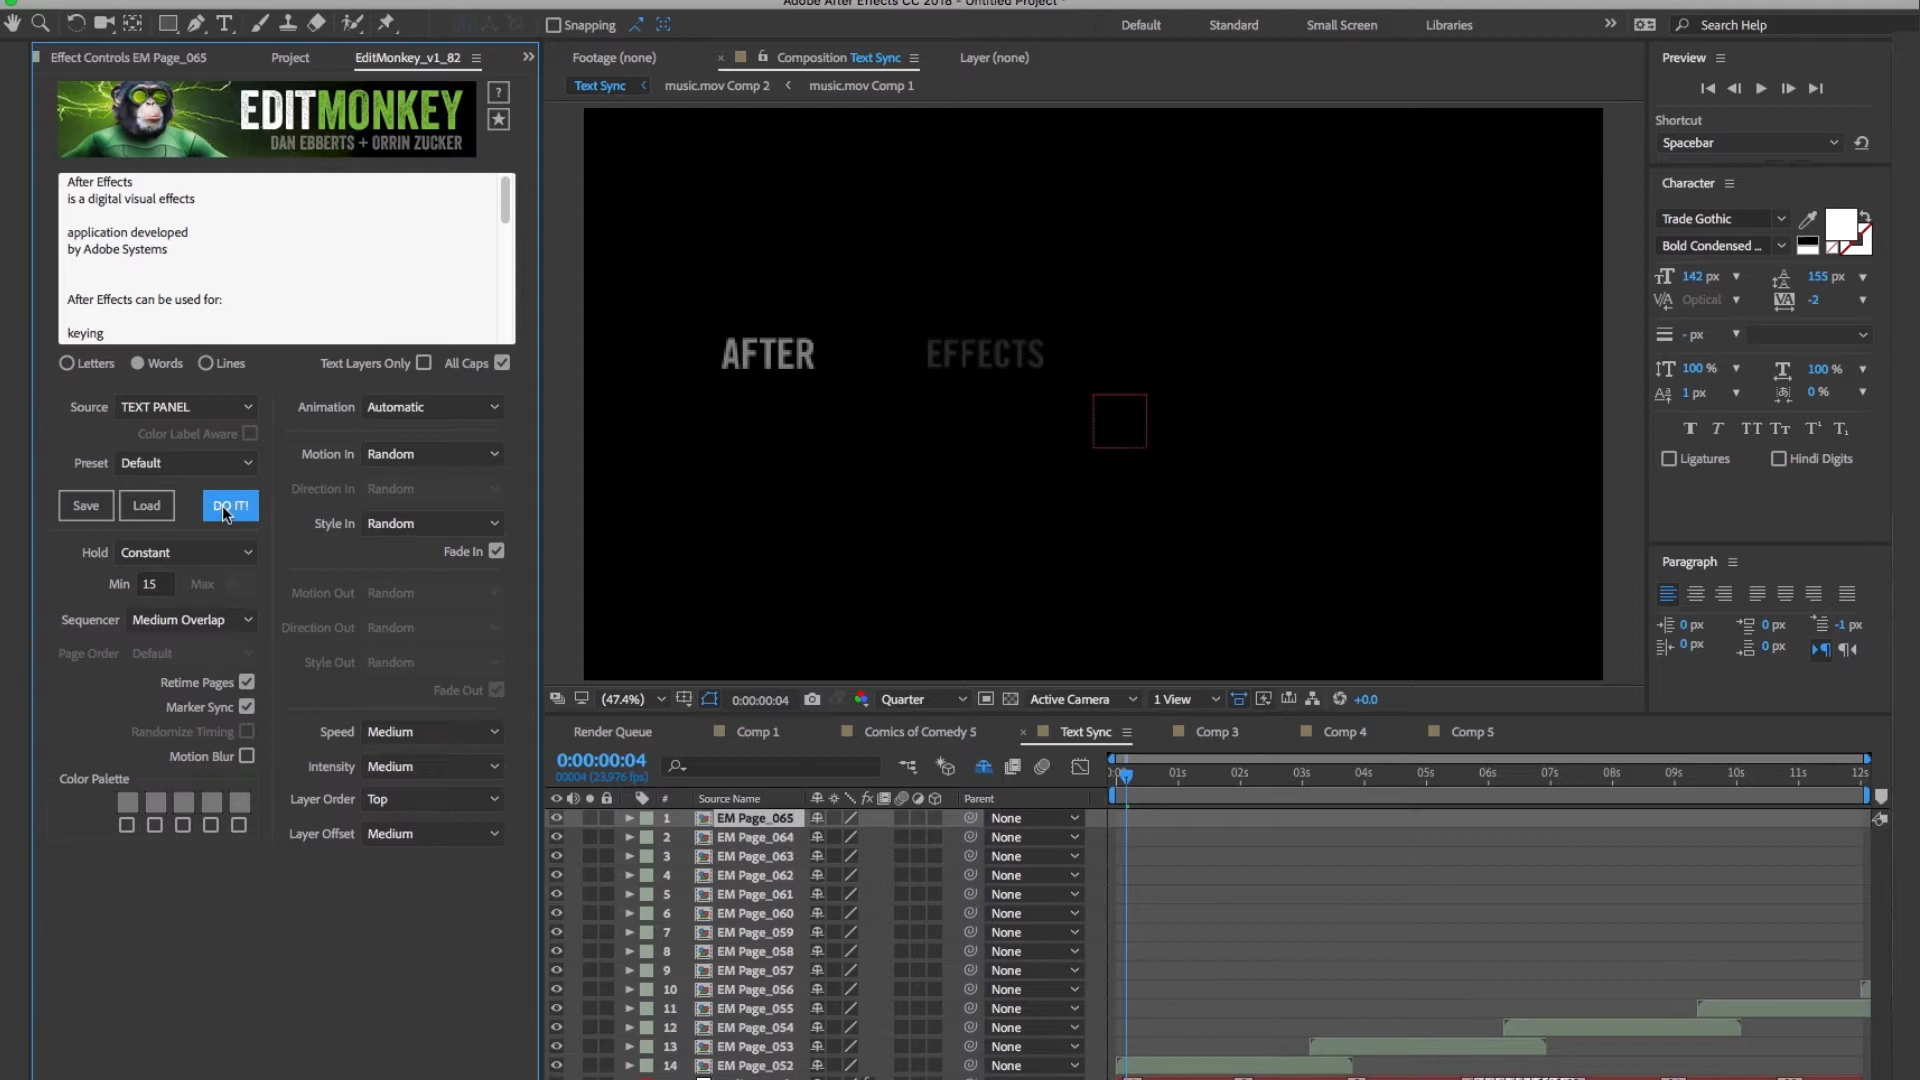 Adobe After Effects CC 2018 - Untitled Project *
Snapping
Default
Standard
Small Screen
Libraries
Search Help
Effect Controls EM Page_065
Project
EditMonkey_v1_82
EDITMONKEY
DAN EBBERTS + ORRIN ZUCKER
?
After Effects
is a digital visual effects
application developed
by Adobe Systems
After Effects can be used for:
keying
Letters Words Lines Text Layers Only All Caps
Source TEXT PANEL
Color Label Aware
Preset Default
Save Load DO IT!
Hold Constant
Min 15 Max
Sequencer Medium Overlap
Page Order Default
Retime Pages
Marker Sync
Randomize Timing
Motion Blur
Color Palette
Animation Automatic
Motion In Random
Direction In Random
Style In Random
Fade In
Motion Out Random
Direction Out Random
Style Out Random
Fade Out
Speed Medium
Intensity Medium
Layer Order Top
Layer Offset Medium
Footage (none)
Composition Text Sync
Layer (none)
Text Sync
music.mov Comp 2
music.mov Comp 1
AFTER EFFECTS
(47.4%)
0:00:00:04
Quarter
Active Camera
1 View
+0.0
Preview
Shortcut
Spacebar
Character
Trade Gothic
Bold Condensed ...
142 px
155 px
Optical
-2
- px
100 %
100 %
1 px
0 %
Ligatures
Hindi Digits
Paragraph
0 px
0 px
-1 px
0 px
0 px
Render Queue
Comp 1
Comics of Comedy 5
Text Sync
Comp 3
Comp 4
Comp 5
0:00:00:04
00004 (23.976 fps)
01s 02s 03s 04s 05s 06s 07s 08s 09s 10s 11s 12s
# Source Name Parent
1 EM Page_065 None
2 EM Page_064 None
3 EM Page_063 None
4 EM Page_062 None
5 EM Page_061 None
6 EM Page_060 None
7 EM Page_059 None
8 EM Page_058 None
9 EM Page_057 None
10 EM Page_056 None
11 EM Page_055 None
12 EM Page_054 None
13 EM Page_053 None
14 EM Page_052 None